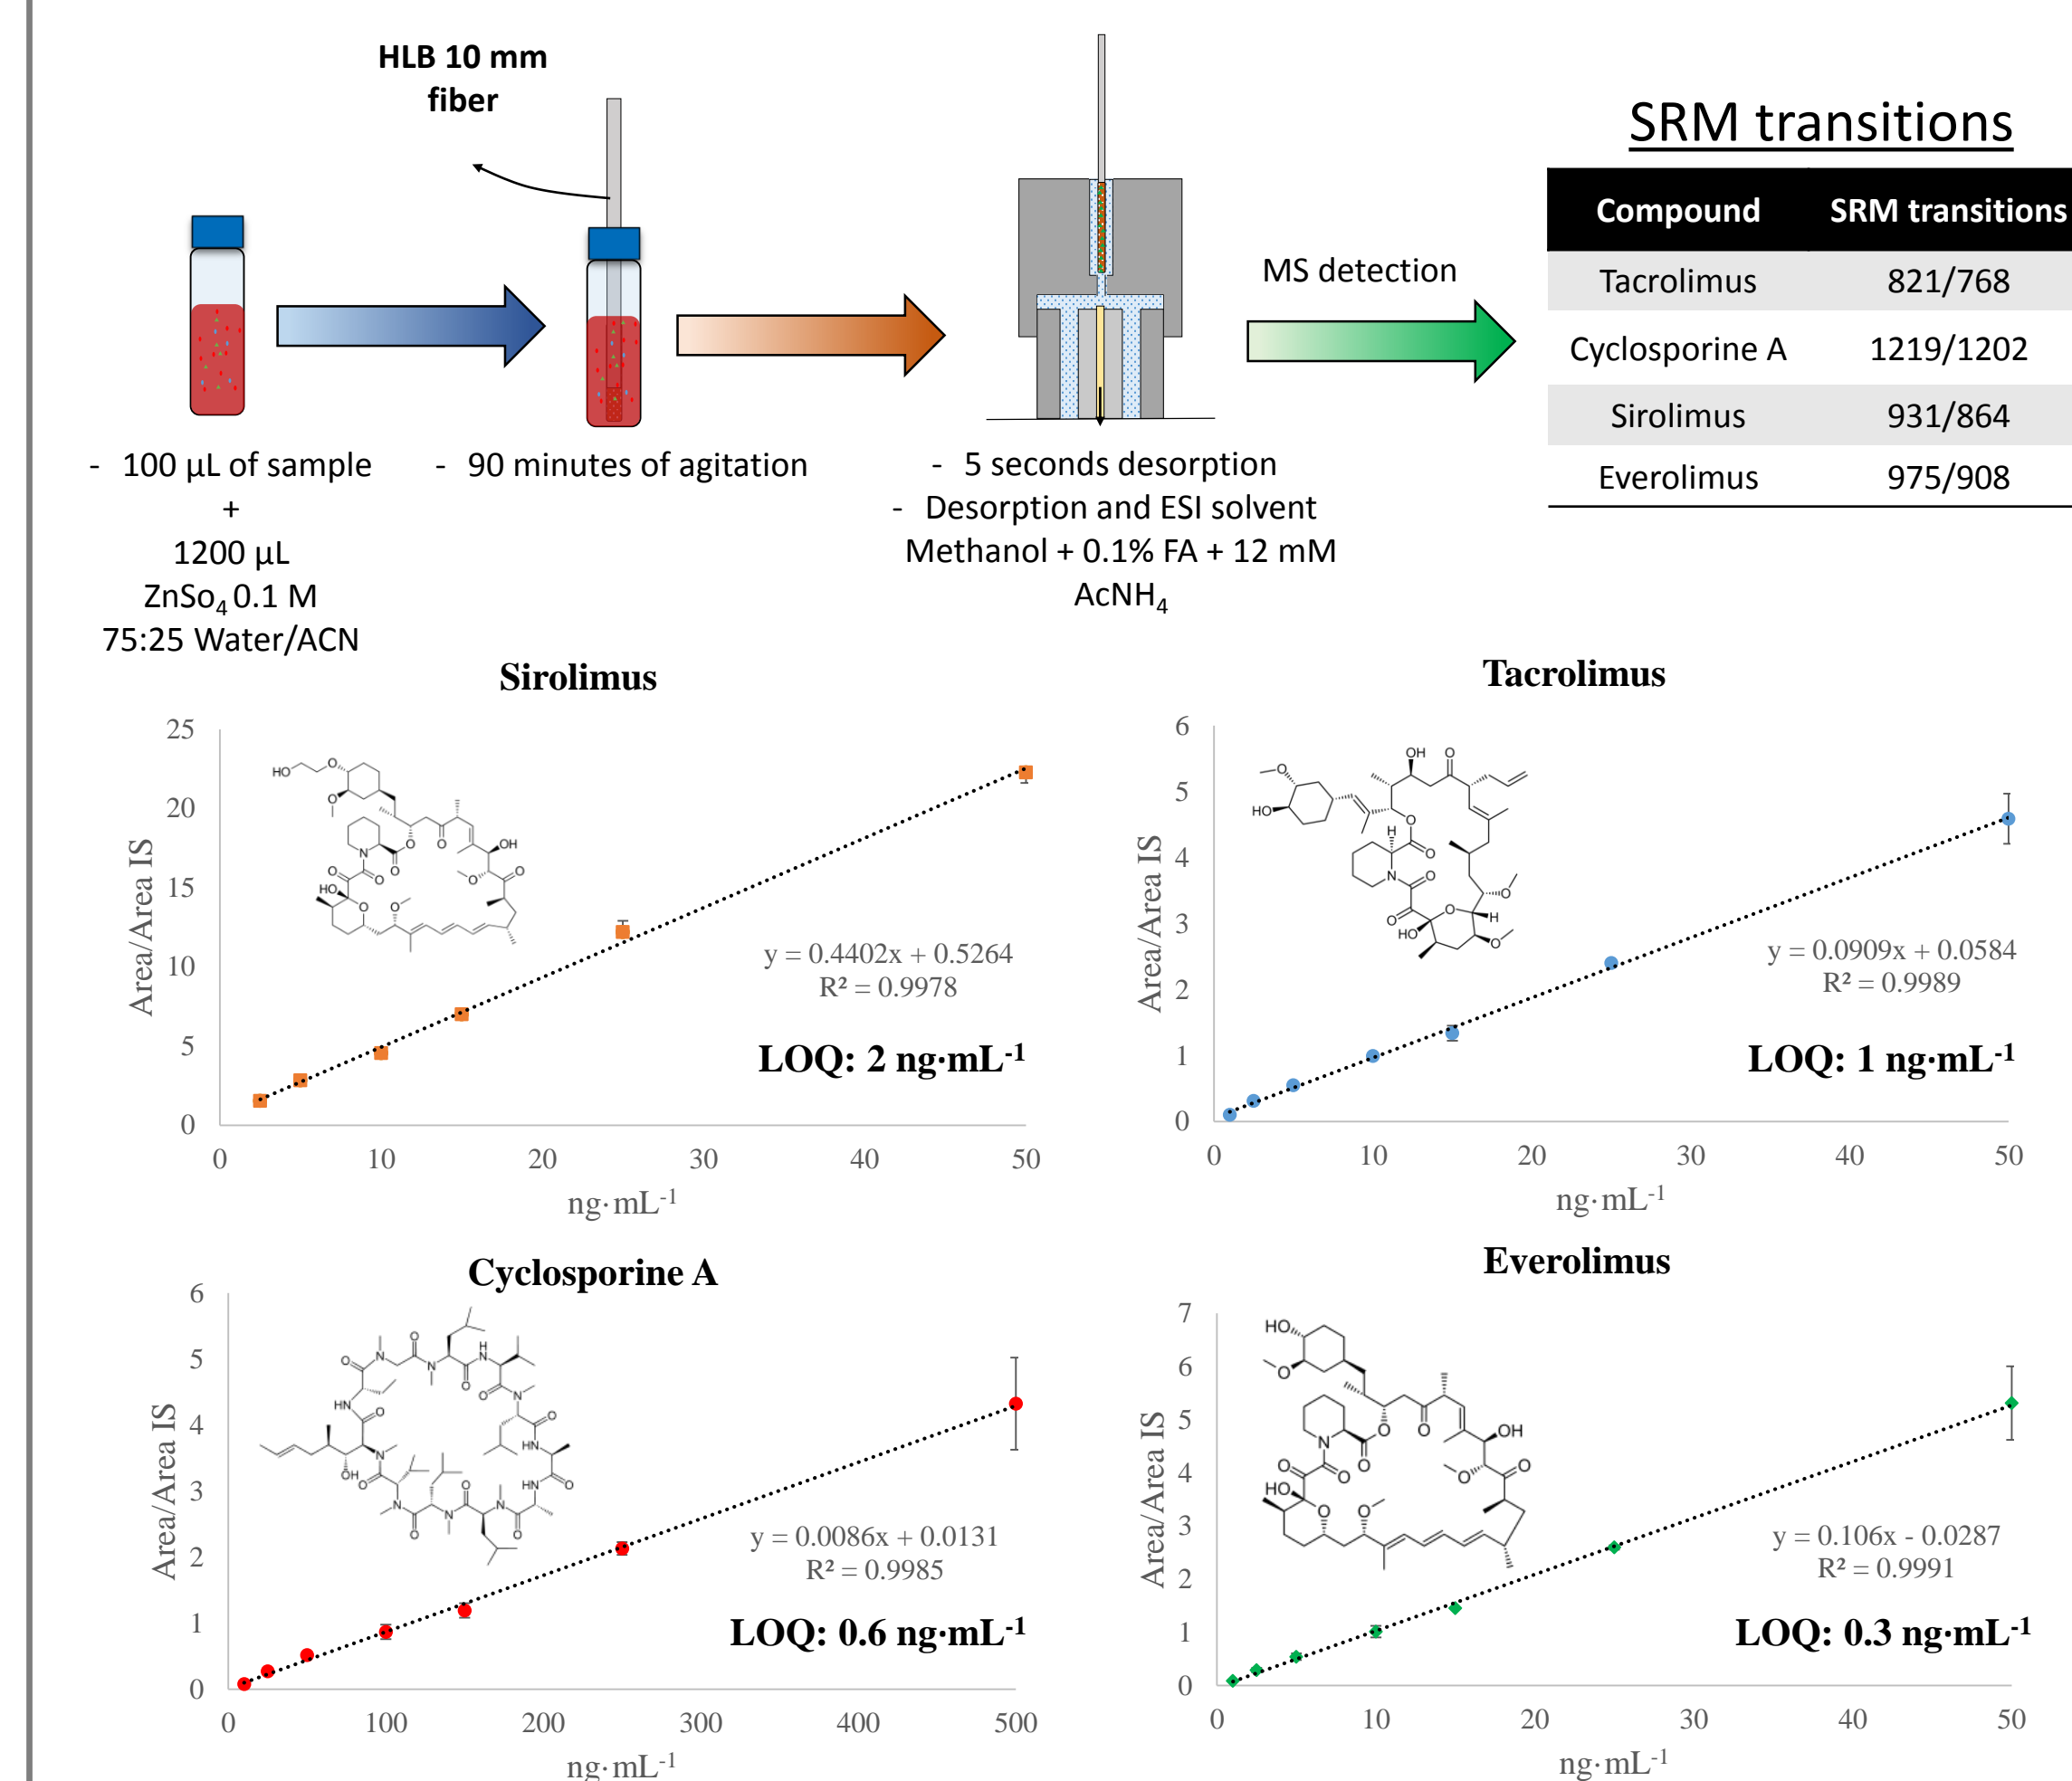 HLB 10 mm
fiber
- 100 µL of sample
+
1200 µL
ZnSo₄ 0.1 M
75:25 Water/ACN
- 90 minutes of agitation
- 5 seconds desorption
- Desorption and ESI solvent
Methanol + 0.1% FA + 12 mM
AcNH₄
MS detection
SRM transitions
Compound SRM transitions
Tacrolimus 821/768
Cyclosporine A 1219/1202
Sirolimus 931/864
Everolimus 975/908
Sirolimus
Area/Area IS
25
20
15
10
5
0
0 10 20 30 40 50
ng·mL⁻¹
y = 0.4402x + 0.5264
R² = 0.9978
LOQ: 2 ng·mL⁻¹
Tacrolimus
Area/Area IS
6
5
4
3
2
1
0
0 10 20 30 40 50
ng·mL⁻¹
y = 0.0909x + 0.0584
R² = 0.9989
LOQ: 1 ng·mL⁻¹
Cyclosporine A
Area/Area IS
6
5
4
3
2
1
0
0 100 200 300 400 500
ng·mL⁻¹
y = 0.0086x + 0.0131
R² = 0.9985
LOQ: 0.6 ng·mL⁻¹
Everolimus
Area/Area IS
7
6
5
4
3
2
1
0
0 10 20 30 40 50
ng·mL⁻¹
y = 0.106x - 0.0287
R² = 0.9991
LOQ: 0.3 ng·mL⁻¹